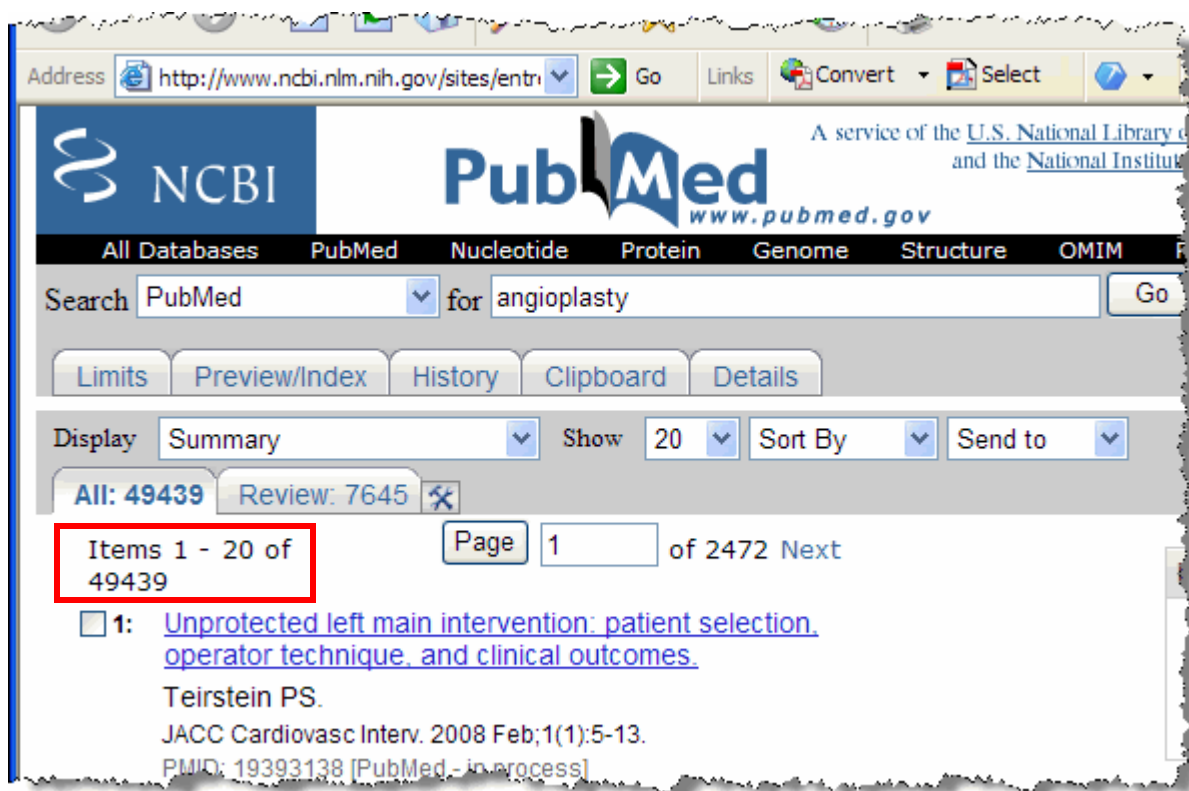 Address http://www.ncbi.nlm.nih.gov/sites/entr Go Links Convert Select
NCBI
PubMed
www.pubmed.gov
A service of the U.S. National Library
and the National
All Databases PubMed Nucleotide Protein Genome Structure OMIM
Search PubMed for angioplasty Go
Limits Preview/Index History Clipboard Details
Display Summary Show 20 Sort By Send to
All: 49439 Review: 7645
Items 1 - 20 of
49439
Page 1 of 2472 Next
1: Unprotected left main intervention: patient selection,
operator technique, and clinical outcomes.
Teirstein PS.
JACC Cardiovasc Interv. 2008 Feb;1(1):5-13.
PMID: 19393138 [PubMed - in process]